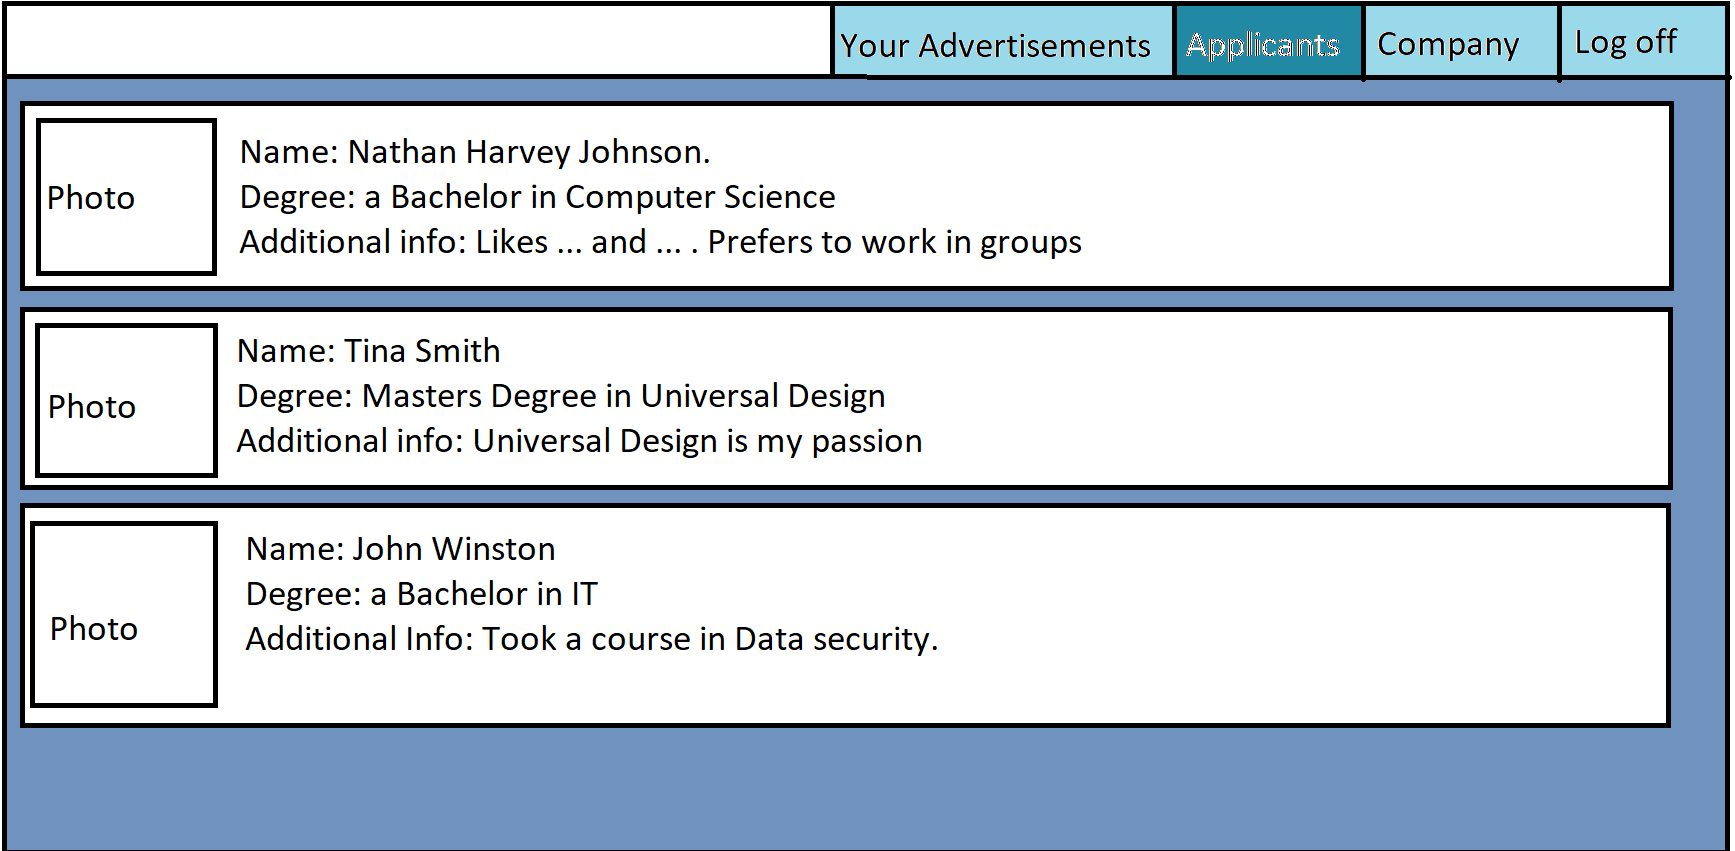 Your Advertisements Applicants Company Log off
Photo
Name: Nathan Harvey Johnson.
Degree: a Bachelor in Computer Science
Additional info: Likes ... and ... . Prefers to work in groups
Photo
Name: Tina Smith
Degree: Masters Degree in Universal Design
Additional info: Universal Design is my passion
Photo
Name: John Winston
Degree: a Bachelor in IT
Additional Info: Took a course in Data security.